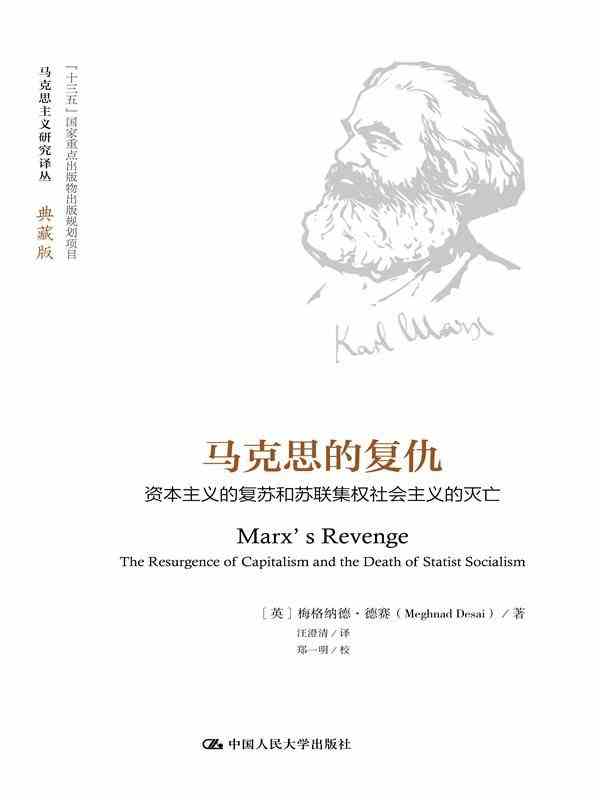 「十三五」国家重点出版物出版规划项目
马克思主义研究译丛
典藏版
Karl Marx
马克思的复仇
资本主义的复苏和苏联集权社会主义的灭亡
Marx’ s Revenge
The Resurgence of Capitalism and the Death of Statist Socialism
［英］梅格纳德·德赛（Meghnad Desai）／著
汪澄清／译
郑一明／校
中国人民大学出版社